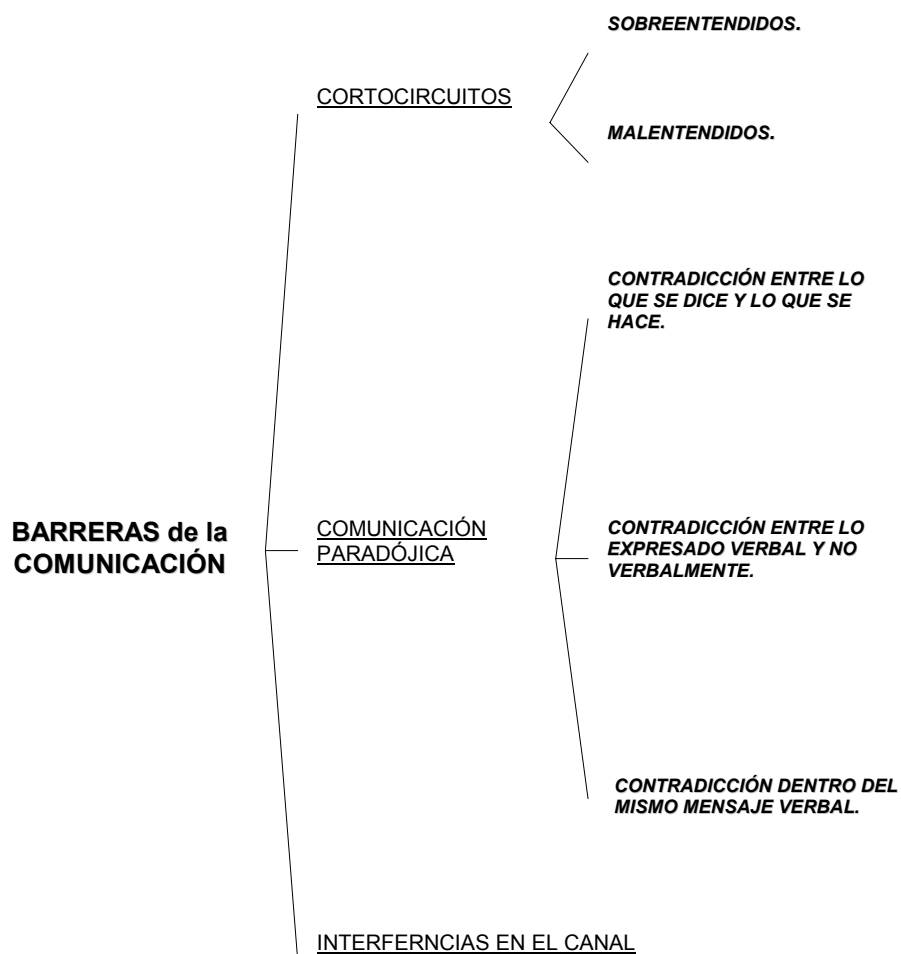 SOBREENTENDIDOS.
CORTOCIRCUITOS
MALENTENDIDOS.
CONTRADICCIÓN ENTRE LO
QUE SE DICE Y LO QUE SE
HACE.
BARRERAS de la
COMUNICACIÓN
COMUNICACIÓN
PARADÓJICA
CONTRADICCIÓN ENTRE LO
EXPRESADO VERBAL Y NO
VERBALMENTE.
CONTRADICCIÓN DENTRO DEL
MISMO MENSAJE VERBAL.
INTERFERNCIAS EN EL CANAL